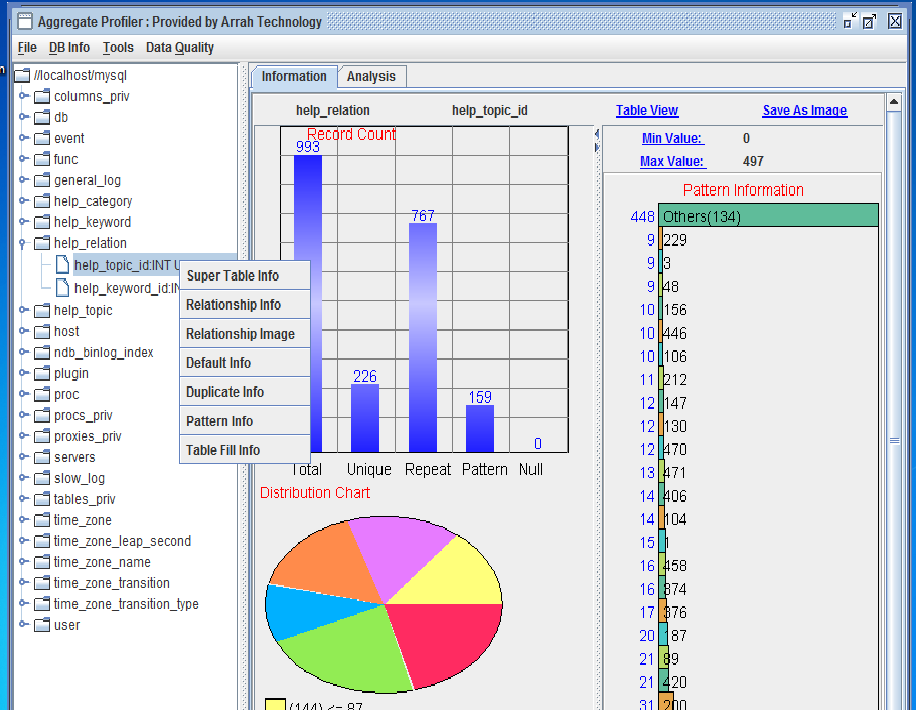 Aggregate Profiler : Provided by Arrah Technology
File DB Info Tools Data Quality
//localhost/mysql
columns_priv
db
event
func
general_log
help_category
help_keyword
help_relation
help_topic_id:INT U
help_keyword_id:IN
help_topic
host
ndb_binlog_index
plugin
proc
procs_priv
proxies_priv
servers
slow_log
tables_priv
time_zone
time_zone_leap_second
time_zone_name
time_zone_transition
time_zone_transition_type
user
Super Table Info
Relationship Info
Relationship Image
Default Info
Duplicate Info
Pattern Info
Table Fill Info
Information Analysis
help_relation help_topic_id
Record Count
993
767
226
159
0
Total Unique Repeat Pattern Null
Distribution Chart
(144) <= 87
Table View Save As Image
Min Value: 0
Max Value: 497
Pattern Information
448 Others(134)
9 229
9 3
9 48
10 156
10 446
10 106
11 212
12 147
12 130
12 470
13 471
14 406
14 104
15 1
16 458
16 374
17 376
20 187
21 39
21 420
31 200